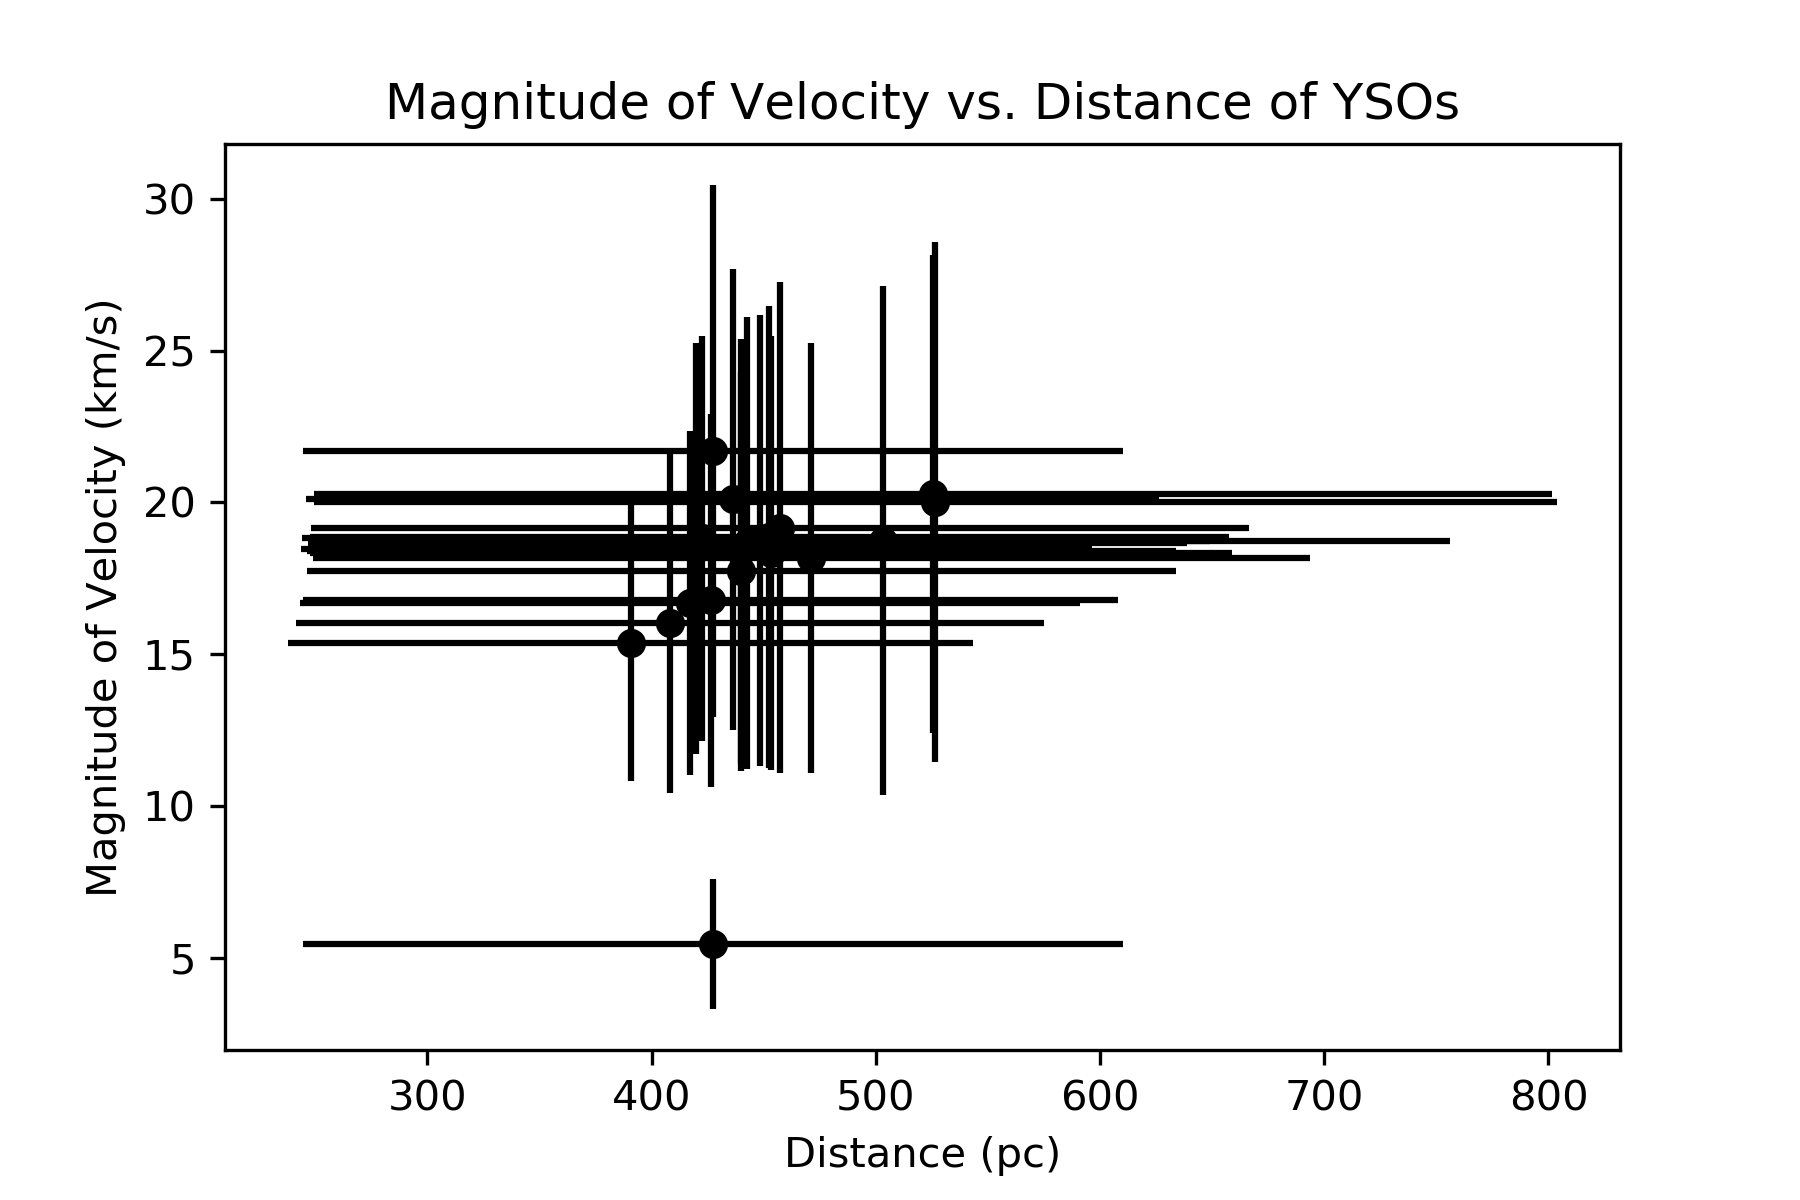 Magnitude of Velocity vs. Distance of YSOs
30
25
20
15
10
5
Magnitude of Velocity (km/s)
300 400 500 600 700 800
Distance (pc)